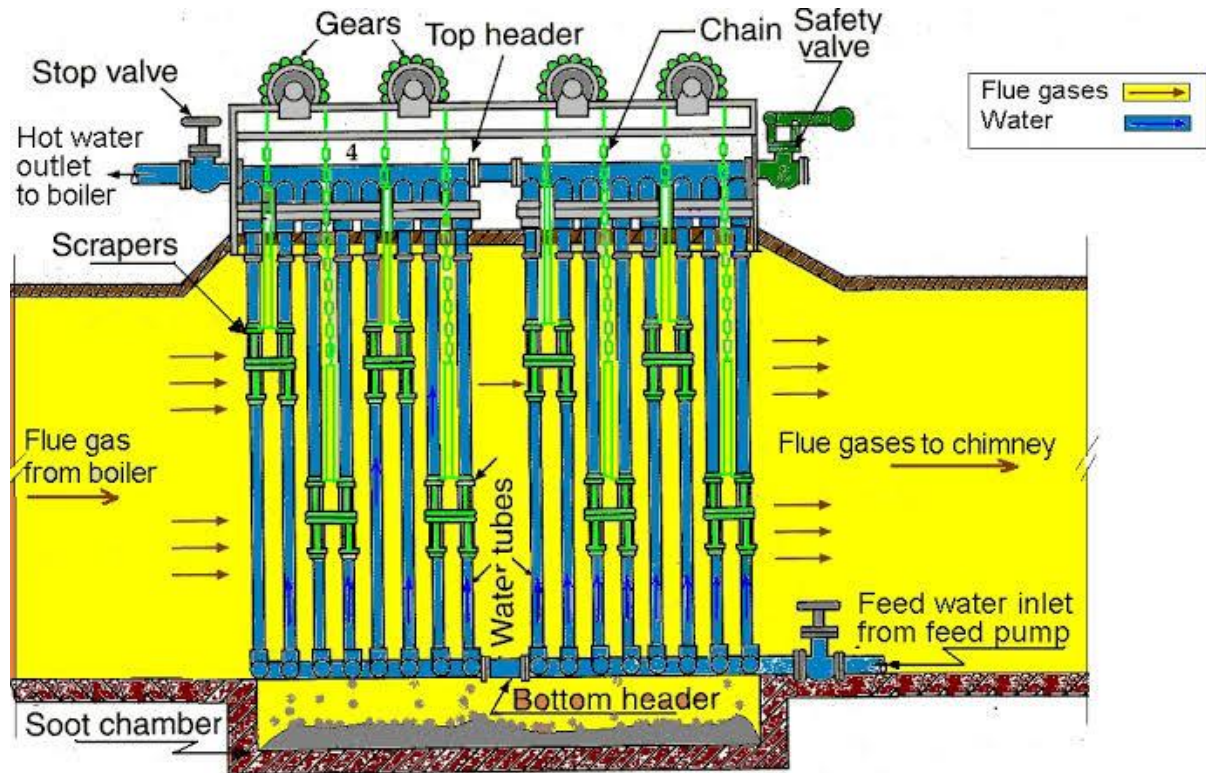 Gears
Top header
Chain
Safety
valve
Stop valve
Flue gases
Water
Hot water
outlet
to boiler
4
Scrapers
Flue gas
from boiler
Flue gases to chimney
Water tubes
Feed water inlet
from feed pump
Bottom header
Soot chamber